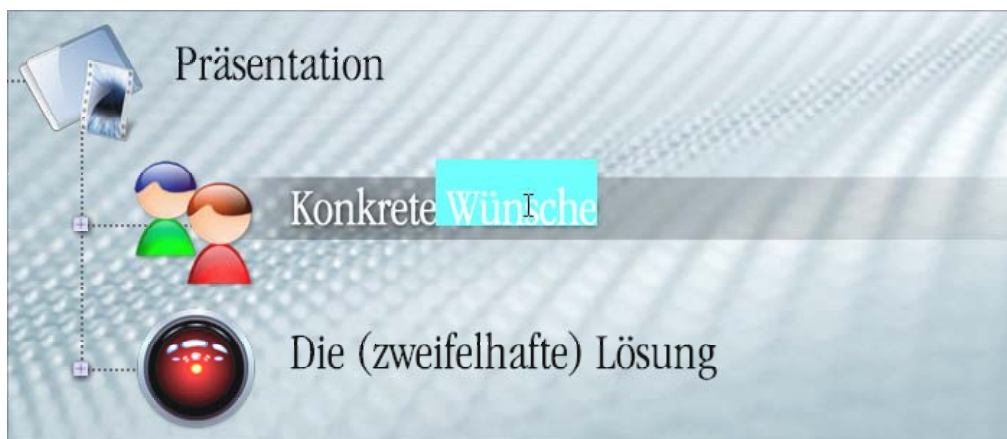 Präsentation
Konkrete Wünsche
Die (zweifelhafte) Lösung